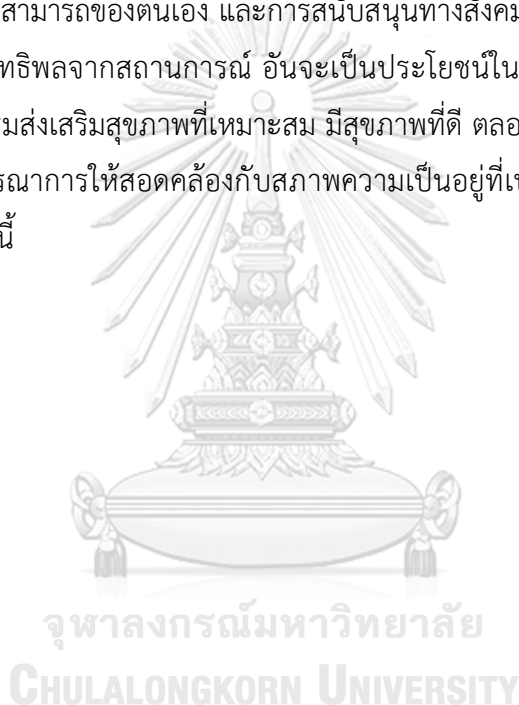 สามารถของตนเอง และการสนับสนุนทางสังคม
ทธิพลจากสถานการณ์ อันจะเป็นประโยชน์ใน
มส่งเสริมสุขภาพที่เหมาะสม มีสุขภาพที่ดี ตลอ
รณาการให้สอดคล้องกับสภาพความเป็นอยู่ที่เ
นี้
จุฬาลงกรณ์มหาวิทยาลัย
CHULALONGKORN UNIVERSITY